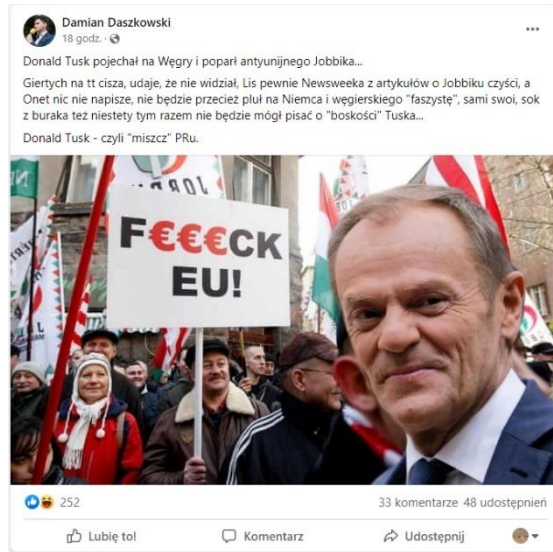 Damian Daszkowski
18 godz. ·
Donald Tusk pojechał na Węgry i poparł antyunijnego Jobbika...
Giertych na tt cisza, udaje, że nie widział, Lis pewnie Newsweeka z artykułów o Jobbiku czyści, a
Onet nic nie napisze, nie będzie przecież pluł na Niemca i węgierskiego "faszystę", sami swoi, sok
z buraka też niestety tym razem nie będzie mógł pisać o "boskości" Tuska...
Donald Tusk - czyli "miszcz" PRu.
F€€€CK
EU!
252
33 komentarze 48 udostępnień
Lubię to!
Komentarz
Udostępnij